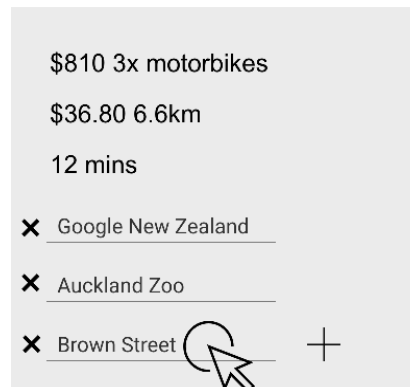 $810 3x motorbikes
$36.80 6.6km
12 mins
Google New Zealand
Auckland Zoo
Brown Street